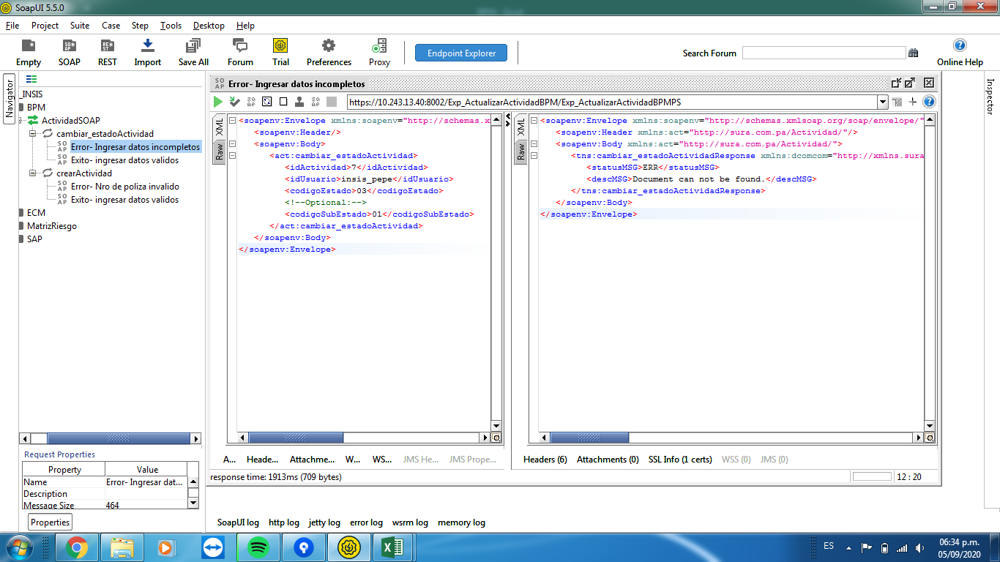 SoapUI 5.5.0
File Project Suite Case Step Tools Desktop Help
Empty SOAP REST Import Save All Forum Trial Preferences Proxy Endpoint Explorer Search Forum Online Help
Navigator
_INSIS
BPM
ActividadSOAP
cambiar_estadoActividad
Error- Ingresar datos incompletos
Exito- ingresar datos validos
crearActividad
Error- Nro de poliza invalido
Exito- ingresar datos validos
ECM
MatrizRiesgo
SAP
Request Properties
Property Value
Name Error- Ingresar dat...
Description
Message Size 464
Properties
Error- Ingresar datos incompletos
https://10.243.13.40:8002/Exp_ActualizarActividadBPM/Exp_ActualizarActividadBPMPS
XML
Raw
<soapenv:Envelope xmlns:soapenv="http://schemas.x
<soapenv:Header/>
<soapenv:Body>
<act:cambiar_estadoActividad>
<idActividad>7</idActividad>
<idUsuario>insis_pepe</idUsuario>
<codigoEstado>03</codigoEstado>
<!--Optional:-->
<codigoSubEstado>01</codigoSubEstado>
</act:cambiar_estadoActividad>
</soapenv:Body>
</soapenv:Envelope>
A... Heade... Attachme... W... WS... JMS He... JMS Prope...
XML
Raw
<soapenv:Envelope xmlns:soapenv="http://schemas.xmlsoap.org/soap/envelope/"
<soapenv:Header xmlns:act="http://sura.com.pa/Actividad/"/>
<soapenv:Body xmlns:act="http://sura.com.pa/Actividad/">
<tns:cambiar_estadoActividadResponse xmlns:dcomcom="http://xmlns.sura
<statusMSG>ERR</statusMSG>
<descMSG>Document can not be found.</descMSG>
</tns:cambiar_estadoActividadResponse>
</soapenv:Body>
</soapenv:Envelope>
Headers (6) Attachments (0) SSL Info (1 certs) WSS (0) JMS (0)
response time: 1913ms (709 bytes) 12 : 20
Inspector
SoapUI log http log jetty log error log wsrm log memory log
ES 06:34 p.m.
05/09/2020